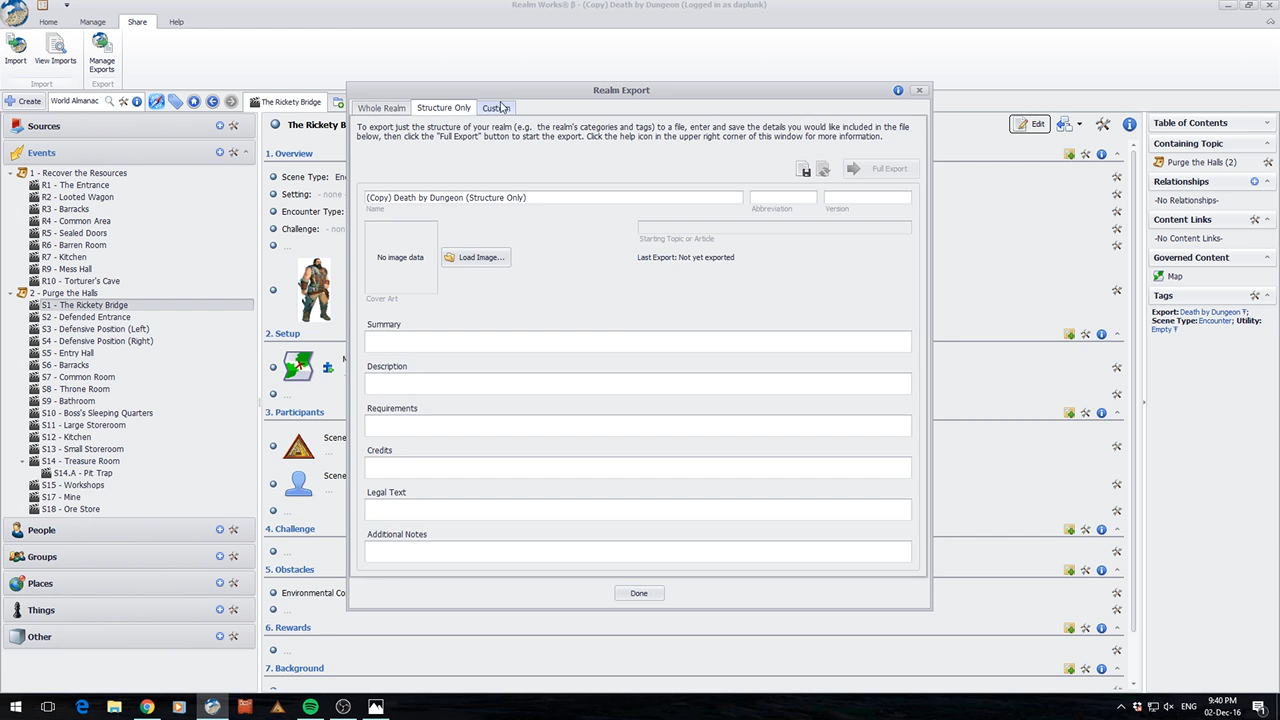 Realm Works® β - (Copy) Death by Dungeon (Logged in as daplunk)
Home
Manage
Share
Help
Import
View Imports
Manage Exports
Import
Export
Create
World Almanac
The Rickety Bridge
Sources
Events
1 - Recover the Resources
R1 - The Entrance
R2 - Looted Wagon
R3 - Barracks
R4 - Common Area
R5 - Sealed Doors
R6 - Barren Room
R7 - Kitchen
R9 - Mess Hall
R10 - Torturer's Cave
2 - Purge the Halls
S1 - The Rickety Bridge
S2 - Defended Entrance
S3 - Defensive Position (Left)
S4 - Defensive Position (Right)
S5 - Entry Hall
S6 - Barracks
S7 - Common Room
S8 - Throne Room
S9 - Bathroom
S10 - Boss's Sleeping Quarters
S11 - Large Storeroom
S12 - Kitchen
S13 - Small Storeroom
S14 - Treasure Room
S14.A - Pit Trap
S15 - Workshops
S17 - Mine
S18 - Ore Store
People
Groups
Places
Things
Other
The Rickety B
1. Overview
Scene Type: Enc
Setting: - none -
Encounter Type:
Challenge: - none
...
2. Setup
...
3. Participants
Scene
...
Scene
...
...
4. Challenge
...
5. Obstacles
Environmental Co
...
6. Rewards
...
7. Background
Realm Export
Whole Realm
Structure Only
Custom
To export just the structure of your realm (e.g. the realm's categories and tags) to a file, enter and save the details you would like included in the file
below, then click the "Full Export" button to start the export. Click the help icon in the upper right corner of this window for more information.
Full Export
(Copy) Death by Dungeon (Structure Only)
Name
Abbreviation
Version
No image data
Load Image...
Starting Topic or Article
Last Export: Not yet exported
Cover Art
Summary
Description
Requirements
Credits
Legal Text
Additional Notes
Done
Edit
Table of Contents
Containing Topic
Purge the Halls (2)
Relationships
-No Relationships-
Content Links
-No Content Links-
Governed Content
Map
Tags
Export: Death by Dungeon Ŧ;
Scene Type: Encounter; Utility:
Empty Ŧ
9:40 PM
02-Dec-16